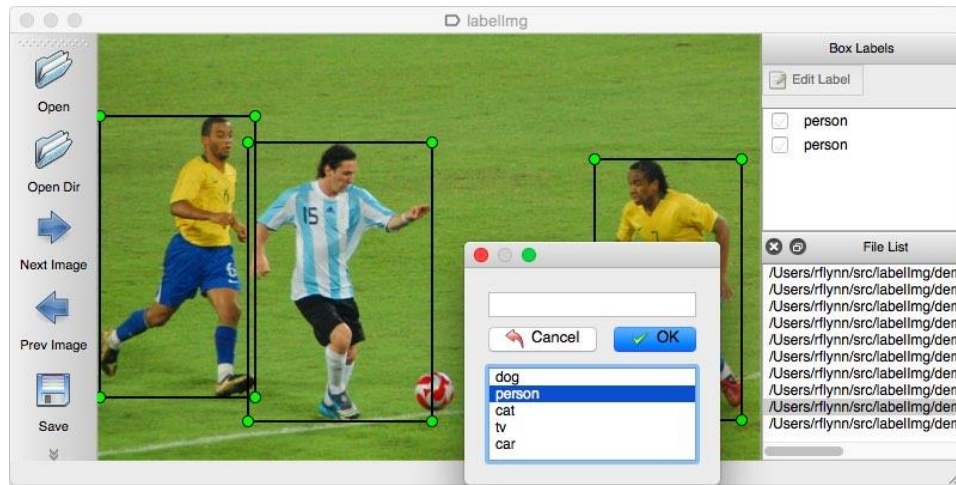 labelImg
Open
Open Dir
Next Image
Prev Image
Save
15
6
6
7
Cancel
OK
dog
person
cat
tv
car
Box Labels
Edit Label
person
person
File List
/Users/rflynn/src/labelImg/den
/Users/rflynn/src/labelImg/den
/Users/rflynn/src/labelImg/den
/Users/rflynn/src/labelImg/den
/Users/rflynn/src/labelImg/den
/Users/rflynn/src/labelImg/den
/Users/rflynn/src/labelImg/den
/Users/rflynn/src/labelImg/den
/Users/rflynn/src/labelImg/den
/Users/rflynn/src/labelImg/den